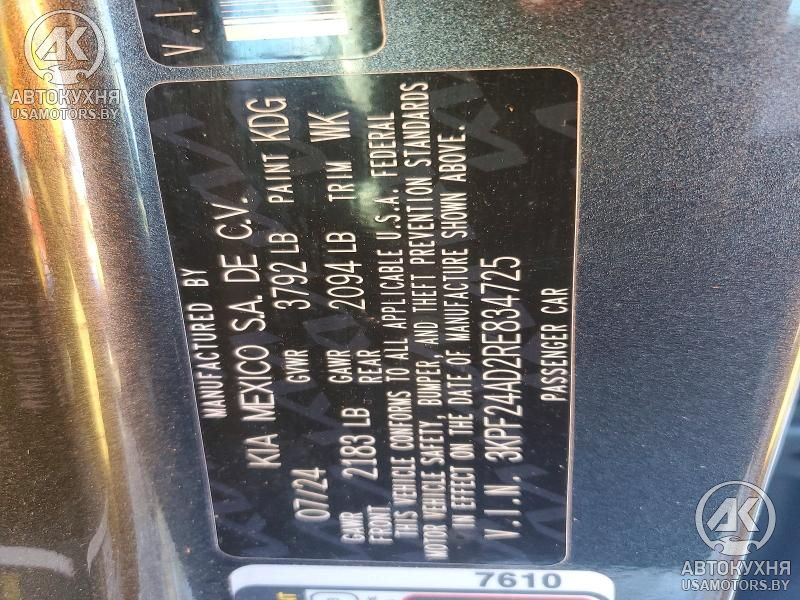 V.I
MANUFACTURED BY
KIA MEXICO S.A. DE C.V.
07/24 GVWR 3792 LB PAINT KDG
GAWR FRONT 2183 LB GAWR REAR 2094 LB TRIM WK
THIS VEHICLE CONFORMS TO ALL APPLICABLE U.S.A. FEDERAL
MOTOR VEHICLE SAFETY, BUMPER, AND THEFT PREVENTION STANDARDS
IN EFFECT ON THE DATE OF MANUFACTURE SHOWN ABOVE.
V.I.N. 3KPF24AD2RE834725
PASSENGER CAR
7610
АВТОКУХНЯ
USAMOTORS.BY
АВТОКУХНЯ
USAMOTORS.BY